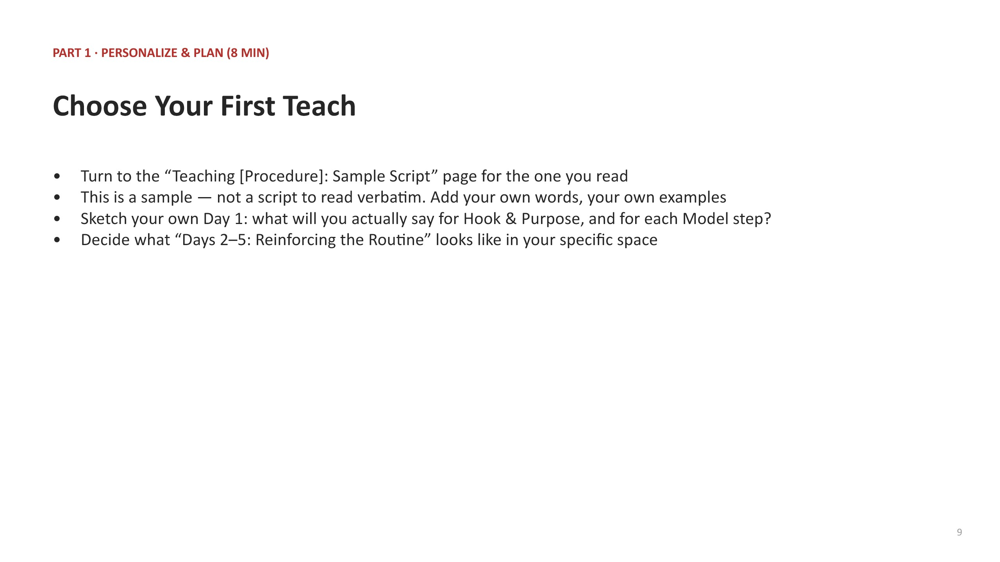 PART 1 · PERSONALIZE & PLAN (8 MIN)
Choose Your First Teach
• Turn to the “Teaching [Procedure]: Sample Script” page for the one you read
• This is a sample — not a script to read verbatim. Add your own words, your own examples
• Sketch your own Day 1: what will you actually say for Hook & Purpose, and for each Model step?
• Decide what “Days 2–5: Reinforcing the Routine” looks like in your specific space
9